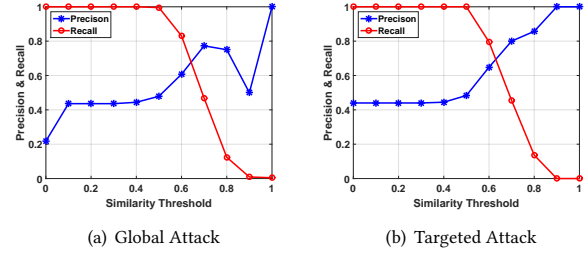 Precison
Recall
Precision & Recall
1
0.8
0.6
0.4
0.2
0
0 0.2 0.4 0.6 0.8 1
Similarity Threshold
(a) Global Attack
Precison
Recall
Precision & Recall
1
0.8
0.6
0.4
0.2
0
0 0.2 0.4 0.6 0.8 1
Similarity Threshold
(b) Targeted Attack